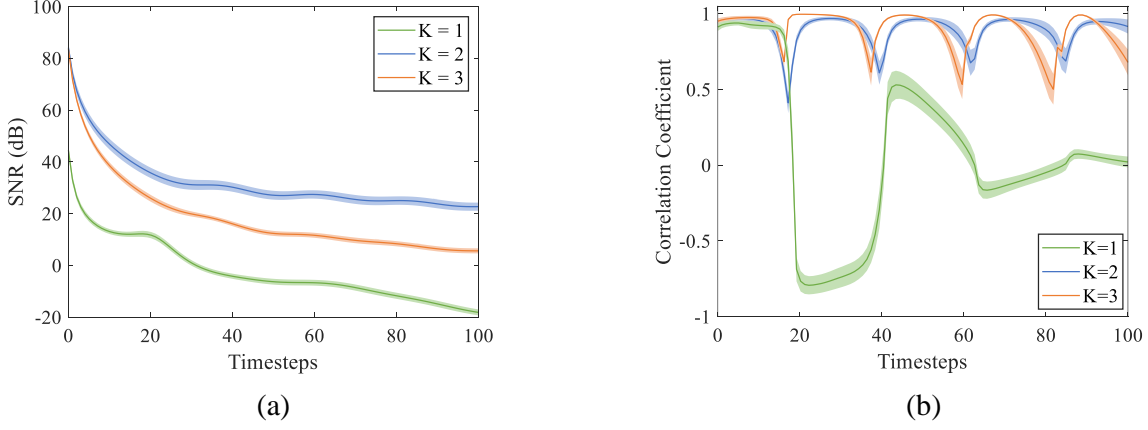 100
80
60
40
20
0
-20
SNR (dB)
K = 1
K = 2
K = 3
0 20 40 60 80 100
Timesteps
(a)
1
0.5
0
-0.5
-1
Correlation Coefficient
K=1
K=2
K=3
0 20 40 60 80 100
Timesteps
(b)